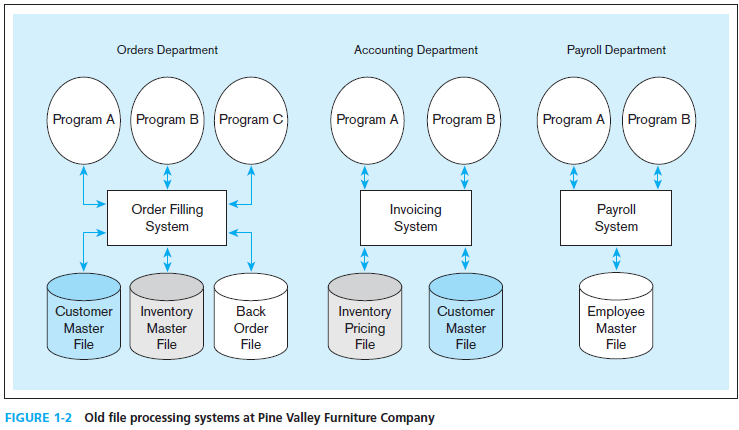 Orders Department
Accounting Department
Payroll Department
Program A
Program B
Program C
Program A
Program B
Program A
Program B
Order Filling
System
Invoicing
System
Payroll
System
Customer
Master
File
Inventory
Master
File
Back
Order
File
Inventory
Pricing
File
Customer
Master
File
Employee
Master
File
FIGURE 1-2 Old file processing systems at Pine Valley Furniture Company